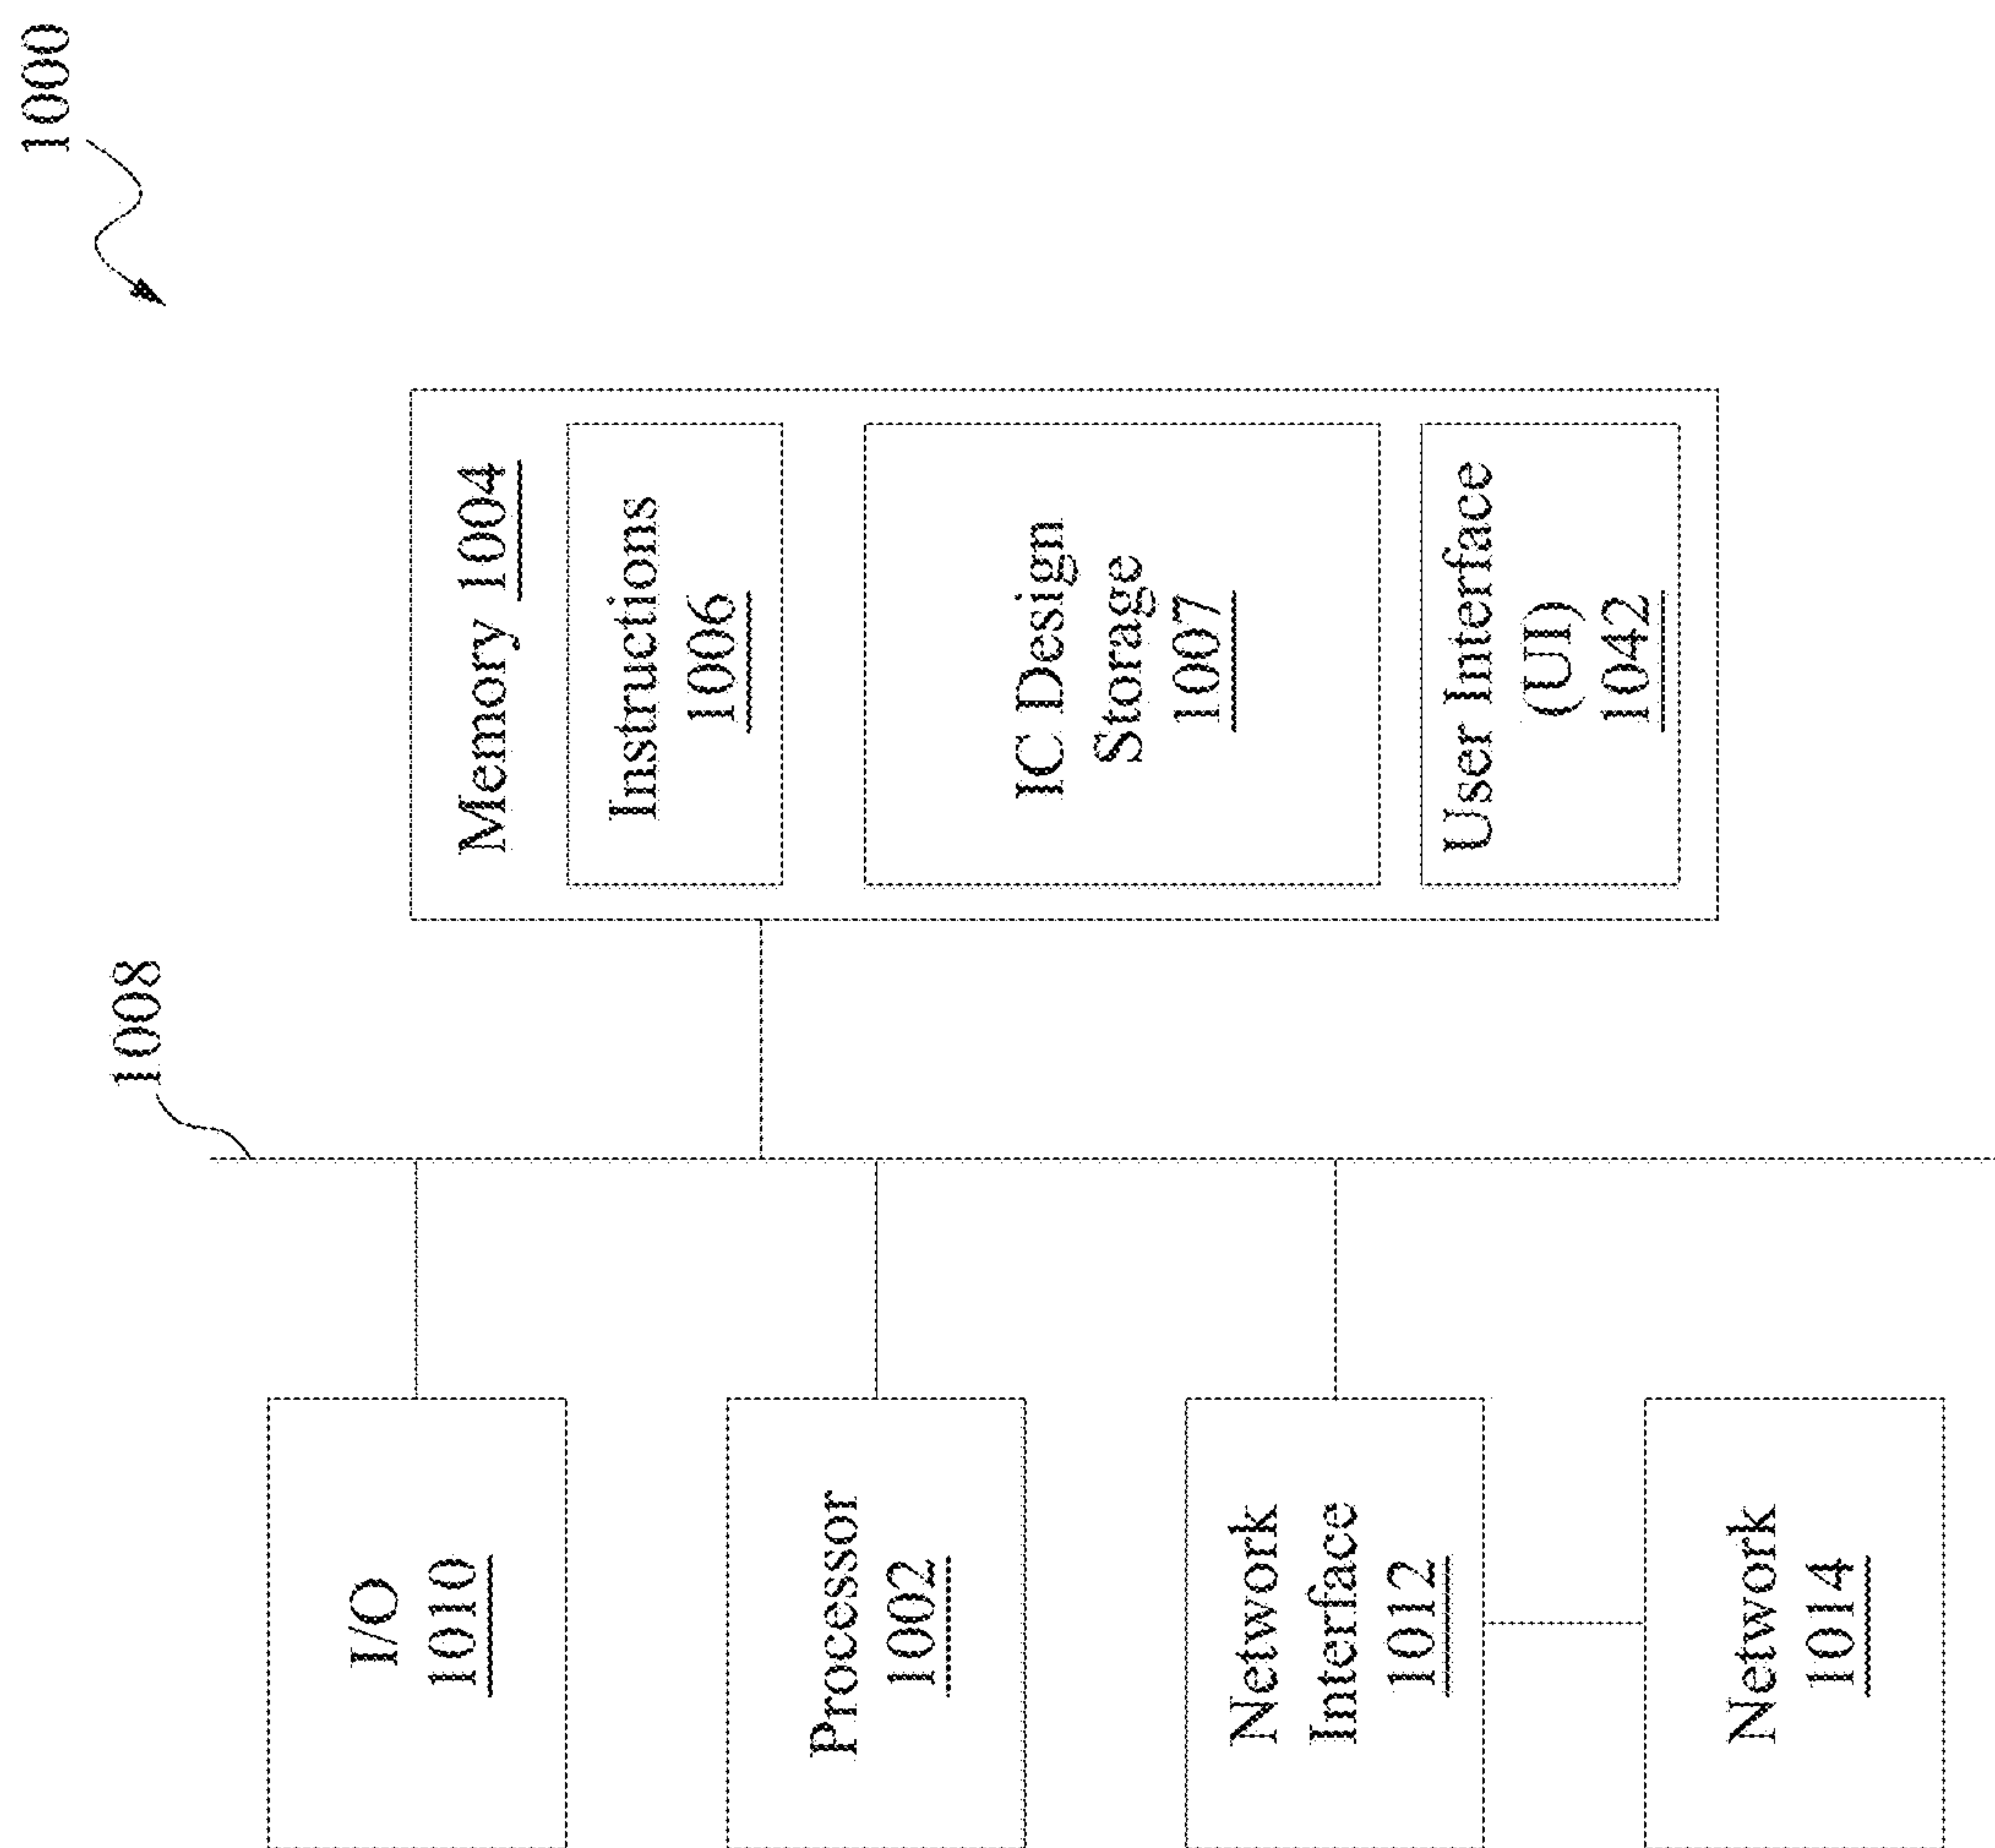 1000
1008
I/O
1010
Processor
1002
Network
Interface
1012
Network
1014
Memory 1004
Instructions
1006
IC Design
Storage
1007
User Interface
(UI)
1042